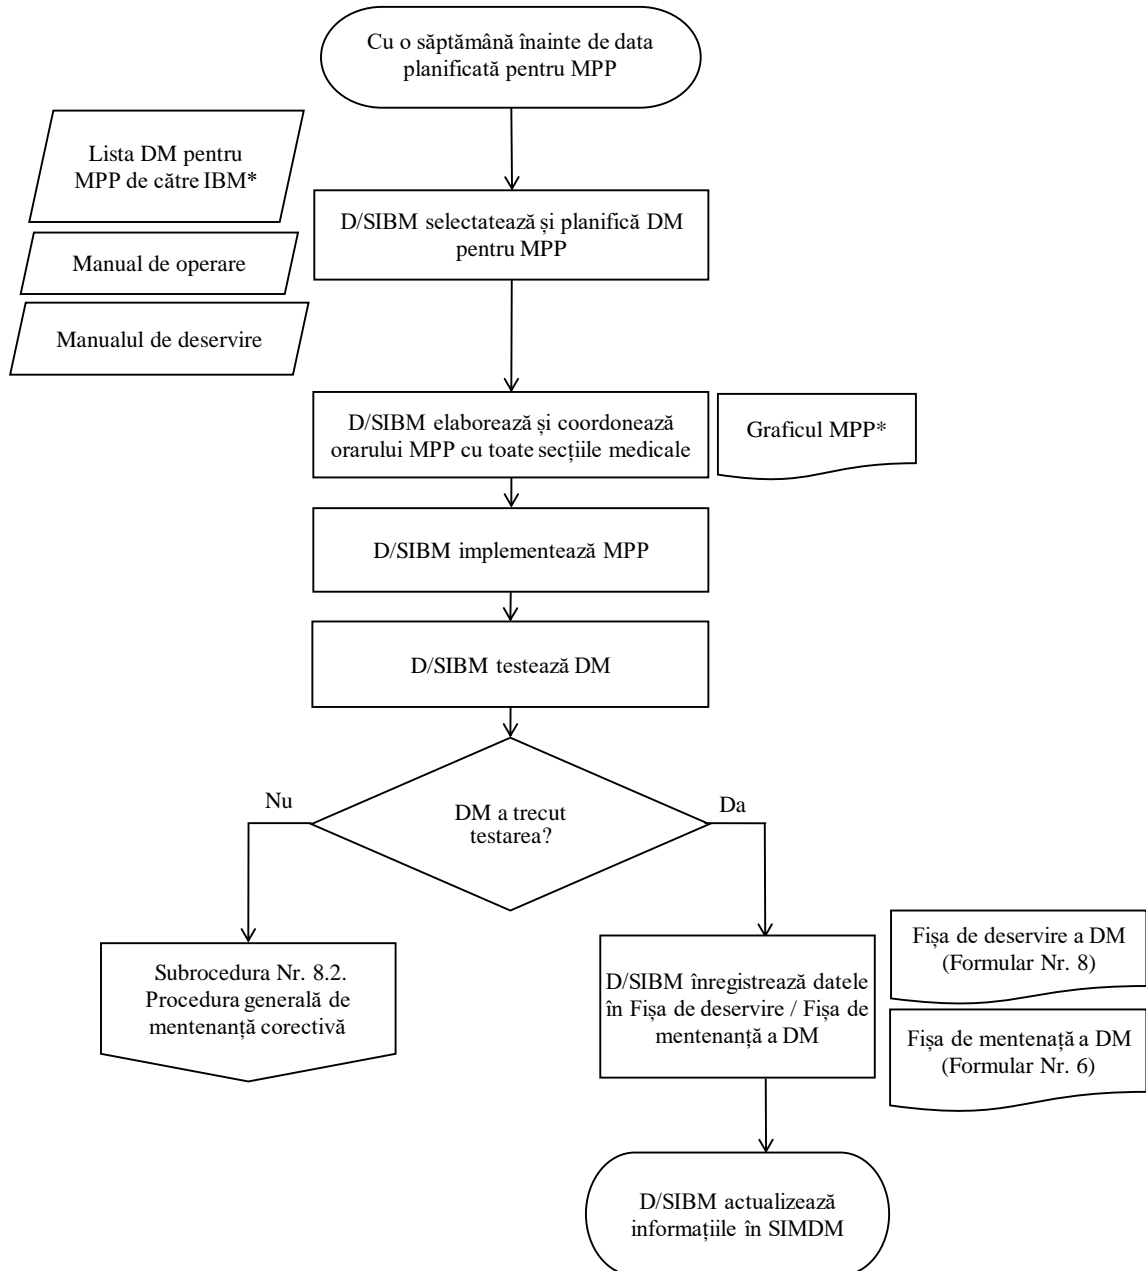 Cu o săptămână înainte de data
planificată pentru MPP
Lista DM pentru
MPP de către IBM*
D/SIBM selectatează și planifică DM
pentru MPP
Manual de operare
Manualul de deservire
D/SIBM elaborează și coordonează
orarului MPP cu toate secțiile medicale
Graficul MPP*
D/SIBM implementează MPP
D/SIBM testează DM
Nu
DM a trecut
testarea?
Da
Subrocedura Nr. 8.2.
Procedura generală de
mentenanță corectivă
D/SIBM înregistrează datele
în Fișa de deservire / Fișa de
mentenanță a DM
Fișa de deservire a DM
(Formular Nr. 8)
Fișa de mentenață a DM
(Formular Nr. 6)
D/SIBM actualizează
informațiile în SIMDM